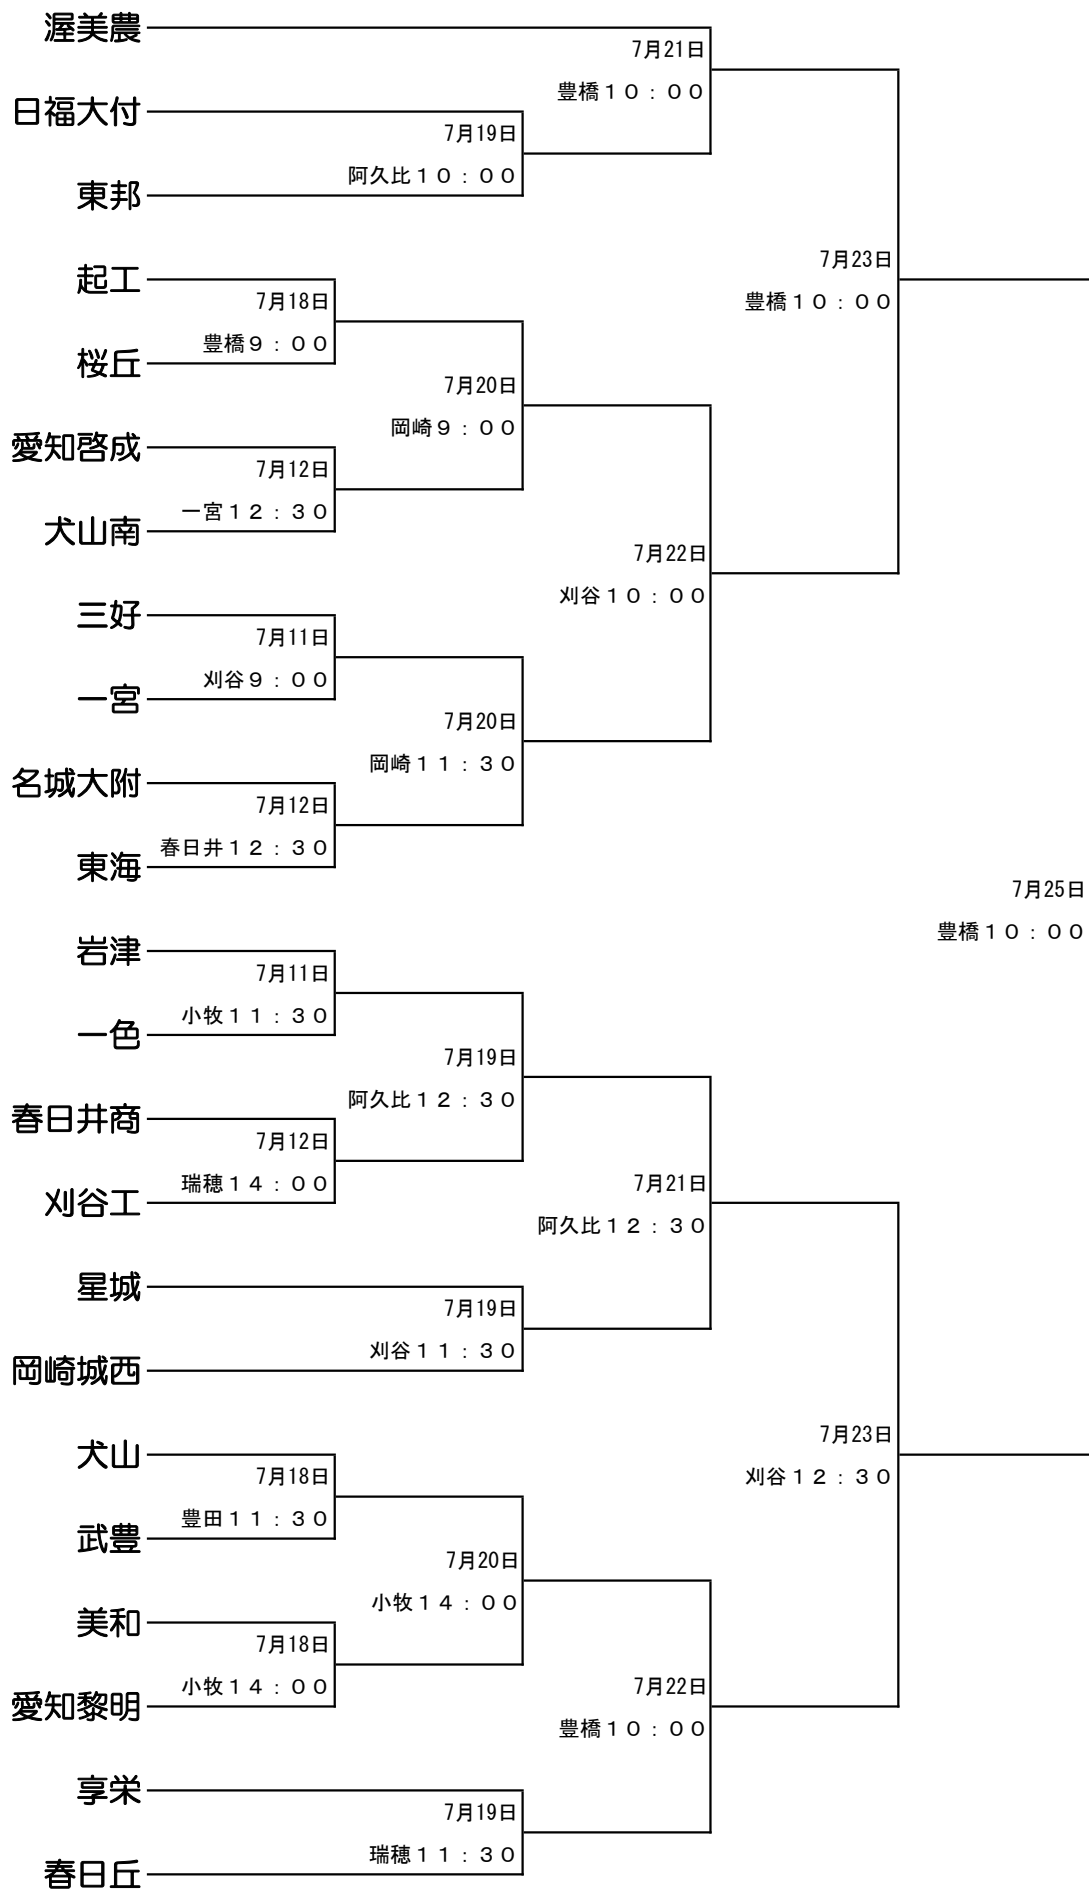 渥美農
7月21日
豊橋１０：００
日福大付
7月19日
阿久比１０：００
東邦
7月23日
豊橋１０：００
起工
7月18日
豊橋９：００
桜丘
7月20日
岡崎９：００
愛知啓成
7月12日
一宮１２：３０
犬山南
7月22日
刈谷１０：００
三好
7月11日
刈谷９：００
一宮
7月20日
岡崎１１：３０
名城大附
7月12日
春日井１２：３０
東海
7月25日
豊橋１０：００
岩津
7月11日
小牧１１：３０
一色
7月19日
阿久比１２：３０
春日井商
7月12日
瑞穂１４：００
刈谷工
7月21日
阿久比１２：３０
星城
7月19日
刈谷１１：３０
岡崎城西
7月23日
刈谷１２：３０
犬山
7月18日
豊田１１：３０
武豊
7月20日
小牧１４：００
美和
7月18日
小牧１４：００
愛知黎明
7月22日
豊橋１０：００
享栄
7月19日
瑞穂１１：３０
春日丘